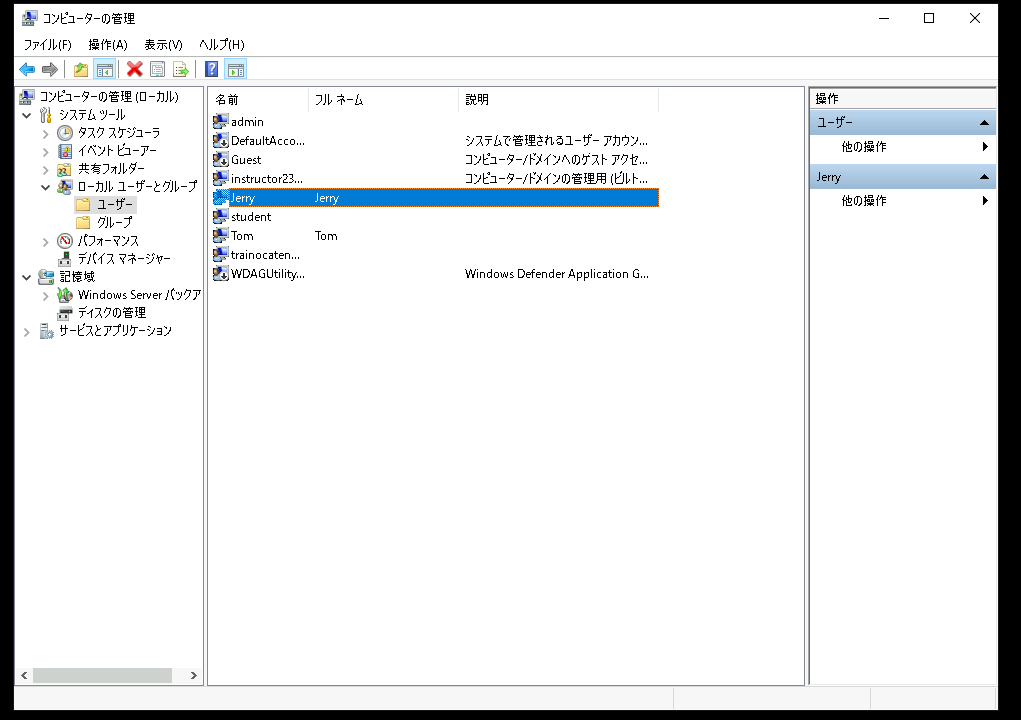 コンピューターの管理
ファイル(F) 操作(A) 表示(V) ヘルプ(H)
コンピューターの管理 (ローカル)
システム ツール
タスク スケジューラ
イベント ビューアー
共有フォルダー
ローカル ユーザーとグループ
ユーザー
グループ
パフォーマンス
デバイス マネージャー
記憶域
Windows Server バックア
ディスクの管理
サービスとアプリケーション
名前 フル ネーム 説明
admin
DefaultAcco... システムで管理されるユーザー アカウン...
Guest コンピューター/ドメインへのゲスト アクセ...
instructor23... コンピューター/ドメインの管理用 (ビルト...
Jerry Jerry
student
Tom Tom
trainocaten...
WDAGUtility... Windows Defender Application G...
操作
ユーザー
他の操作
Jerry
他の操作